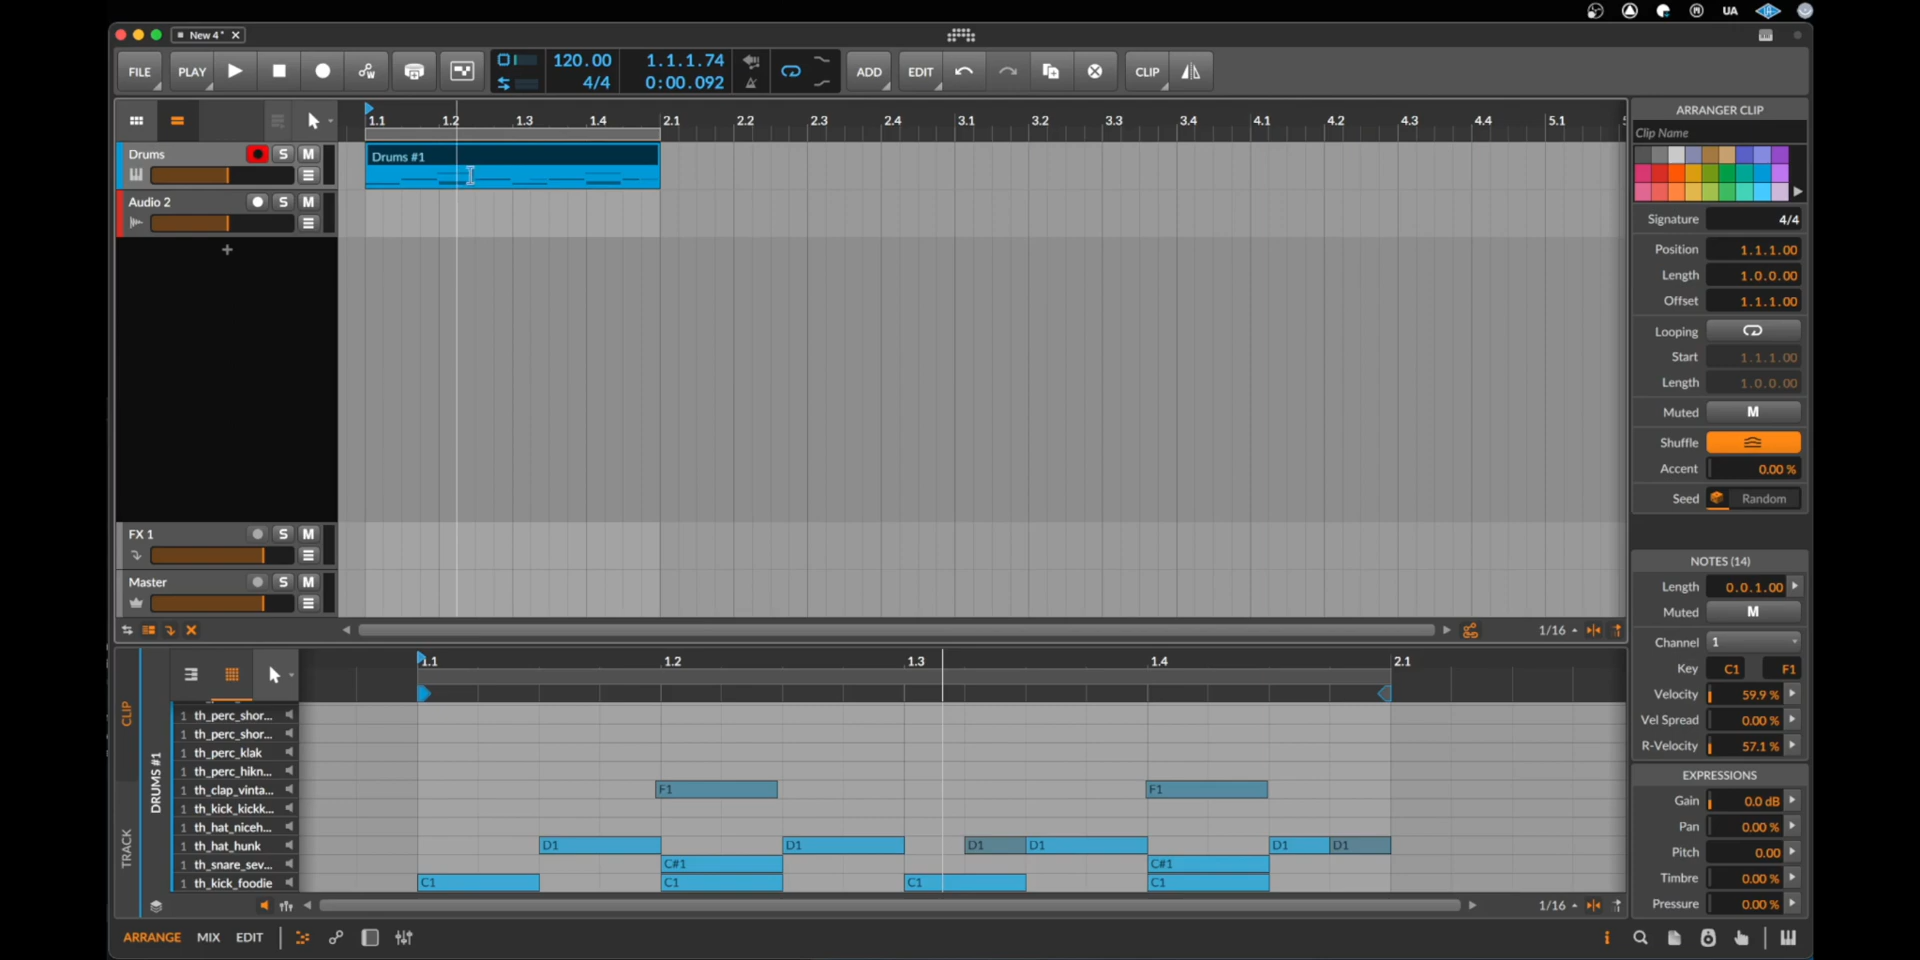 UA
New 4*
FILE
PLAY
120.00
4/4
1.1.1.74
0:00.092
ADD
EDIT
CLIP
1.1 1.2 1.3 1.4 2.1 2.2 2.3 2.4 3.1 3.2 3.3 3.4 4.1 4.2 4.3 4.4 5.1
Drums S M
Drums #1
Audio 2 S M
FX 1 S M
Master S M
1/16
ARRANGER CLIP
Clip Name
Signature 4/4
Position 1.1.1.00
Length 1.0.0.00
Offset 1.1.1.00
Looping
Start 1.1.1.00
Length 1.0.0.00
Muted M
Shuffle
Accent 0.00 %
Seed Random
NOTES (14)
Length 0.0.1.00
Muted M
Channel 1
Key C1 F1
Velocity 59.9 %
Vel Spread 0.00 %
R-Velocity 57.1 %
EXPRESSIONS
Gain 0.0 dB
Pan 0.00 %
Pitch 0.00
Timbre 0.00 %
Pressure 0.00 %
CLIP
TRACK
DRUMS #1
1.1 1.2 1.3 1.4 2.1
1 th_perc_shor...
1 th_perc_shor...
1 th_perc_klak
1 th_perc_hikn...
1 th_clap_vinta... F1 F1
1 th_kick_kickk...
1 th_hat_niceh...
1 th_hat_hunk D1 D1 D1 D1 D1 D1
1 th_snare_sev... C#1 C#1
1 th_kick_foodie C1 C1 C1 C1
1/16
ARRANGE MIX EDIT